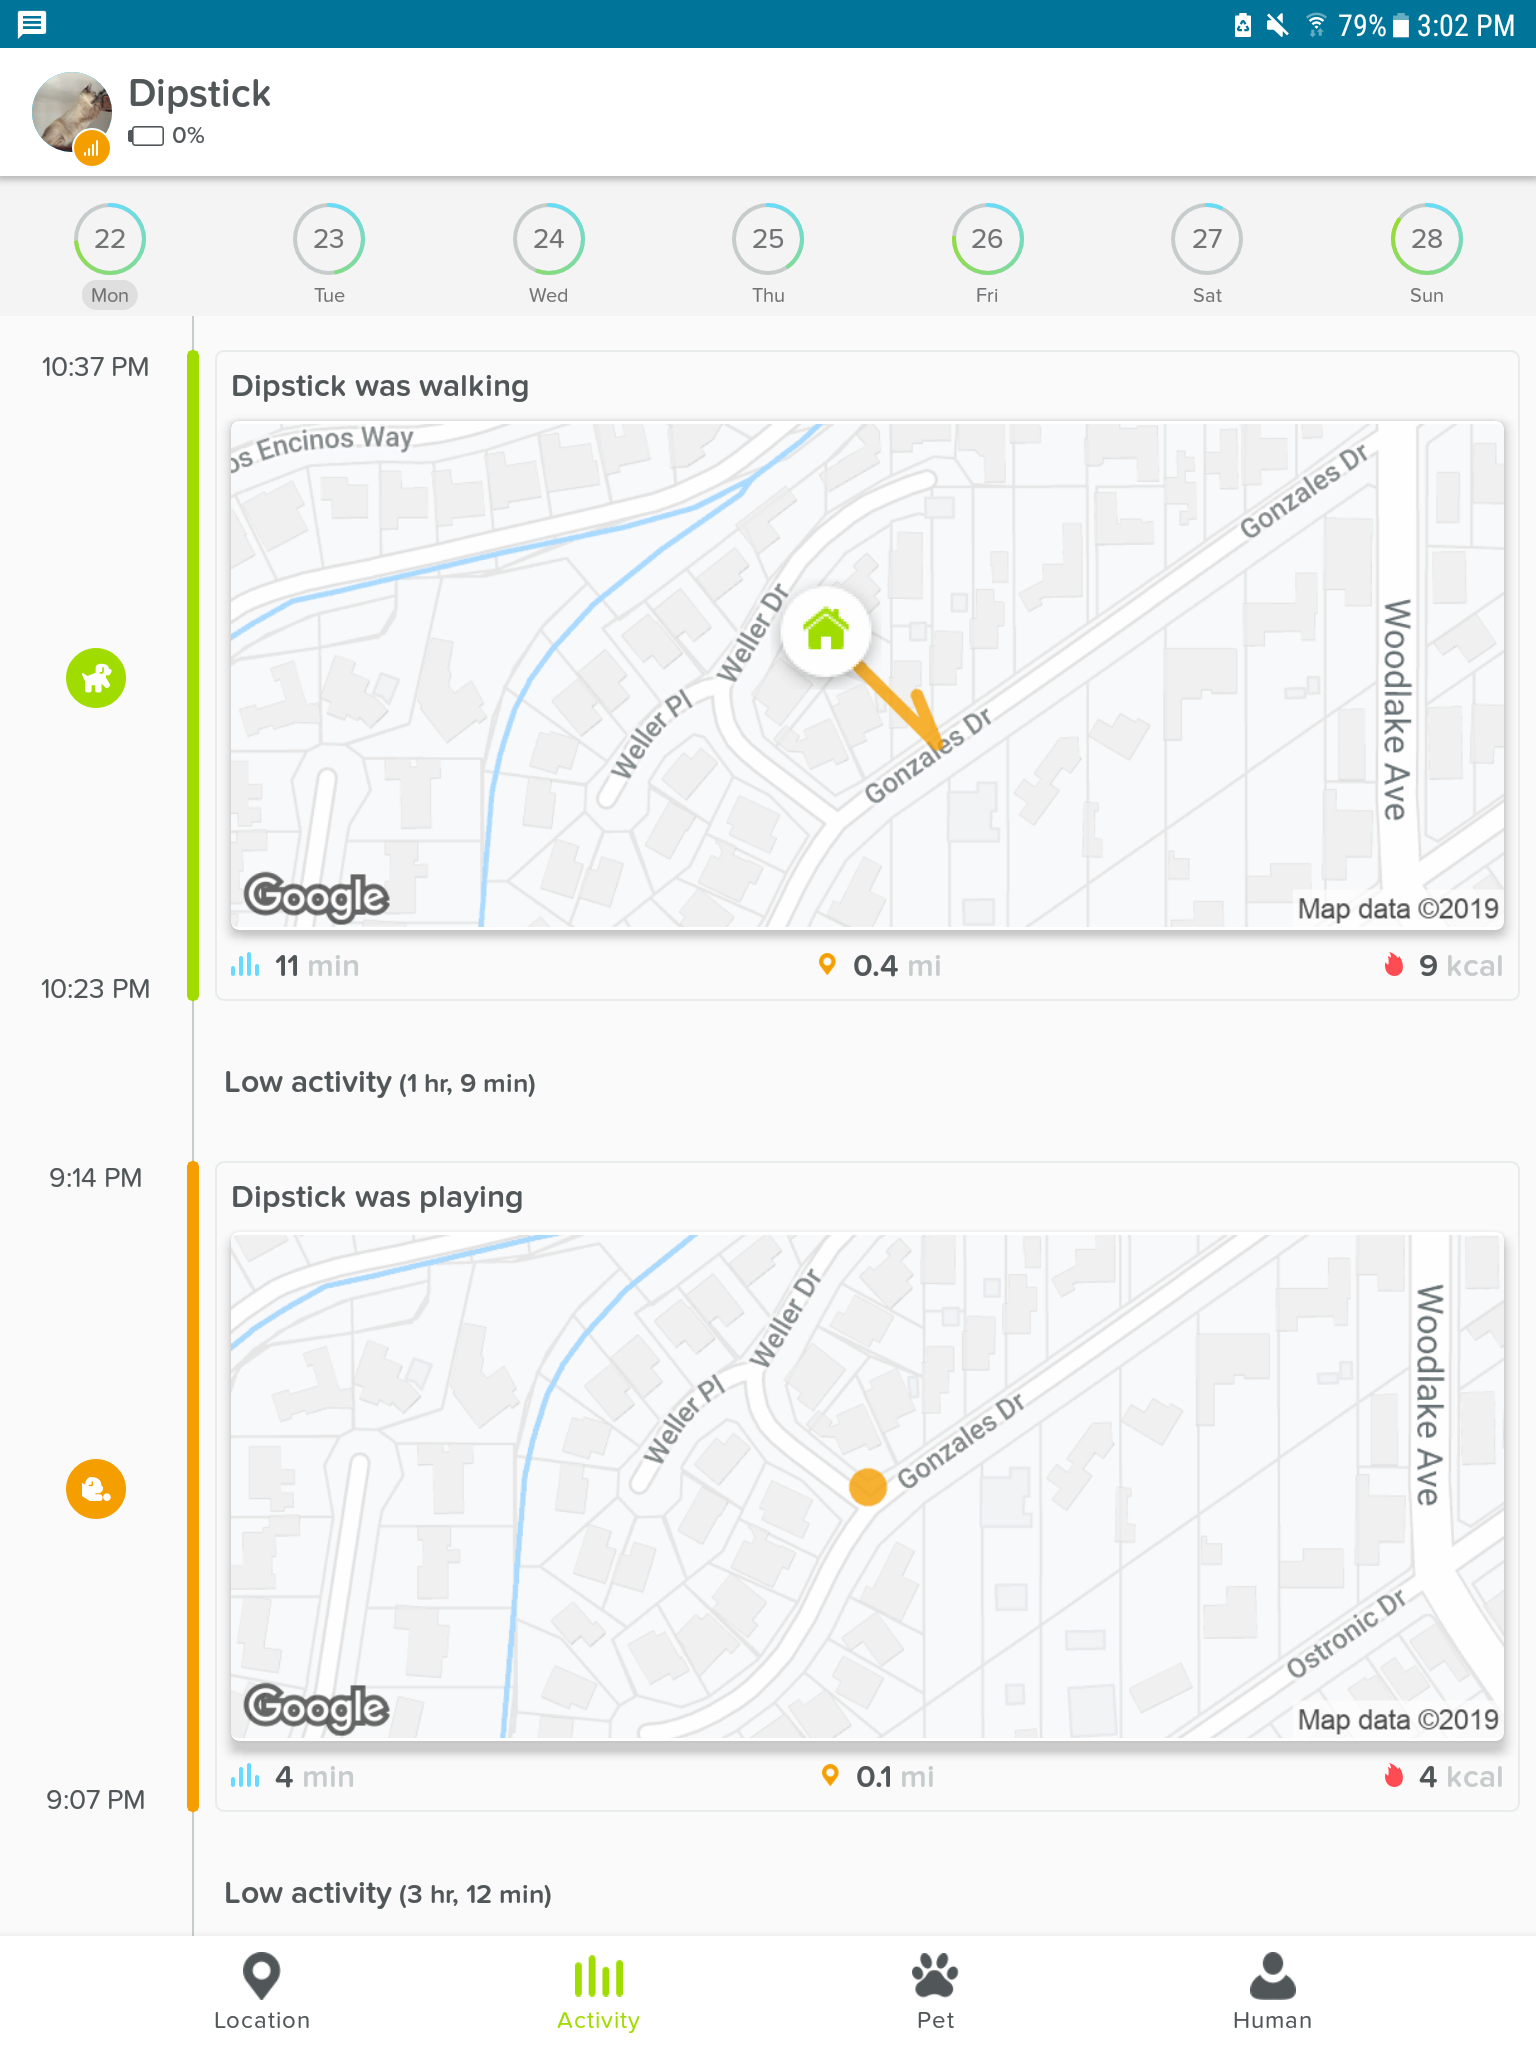 79% 3:02 PM
Dipstick
0%
22 23 24 25 26 27 28
Mon Tue Wed Thu Fri Sat Sun
10:37 PM
Dipstick was walking
os Encinos Way
Gonzales Dr
Weller Dr
Woodlake Ave
Weller Pl
Gonzales Dr
Google
Map data ©2019
11 min 0.4 mi 9 kcal
10:23 PM
Low activity (1 hr, 9 min)
9:14 PM
Dipstick was playing
Weller Dr
Woodlake Ave
Weller Pl
Gonzales Dr
Ostronic Dr
Google
Map data ©2019
4 min 0.1 mi 4 kcal
9:07 PM
Low activity (3 hr, 12 min)
Location Activity Pet Human